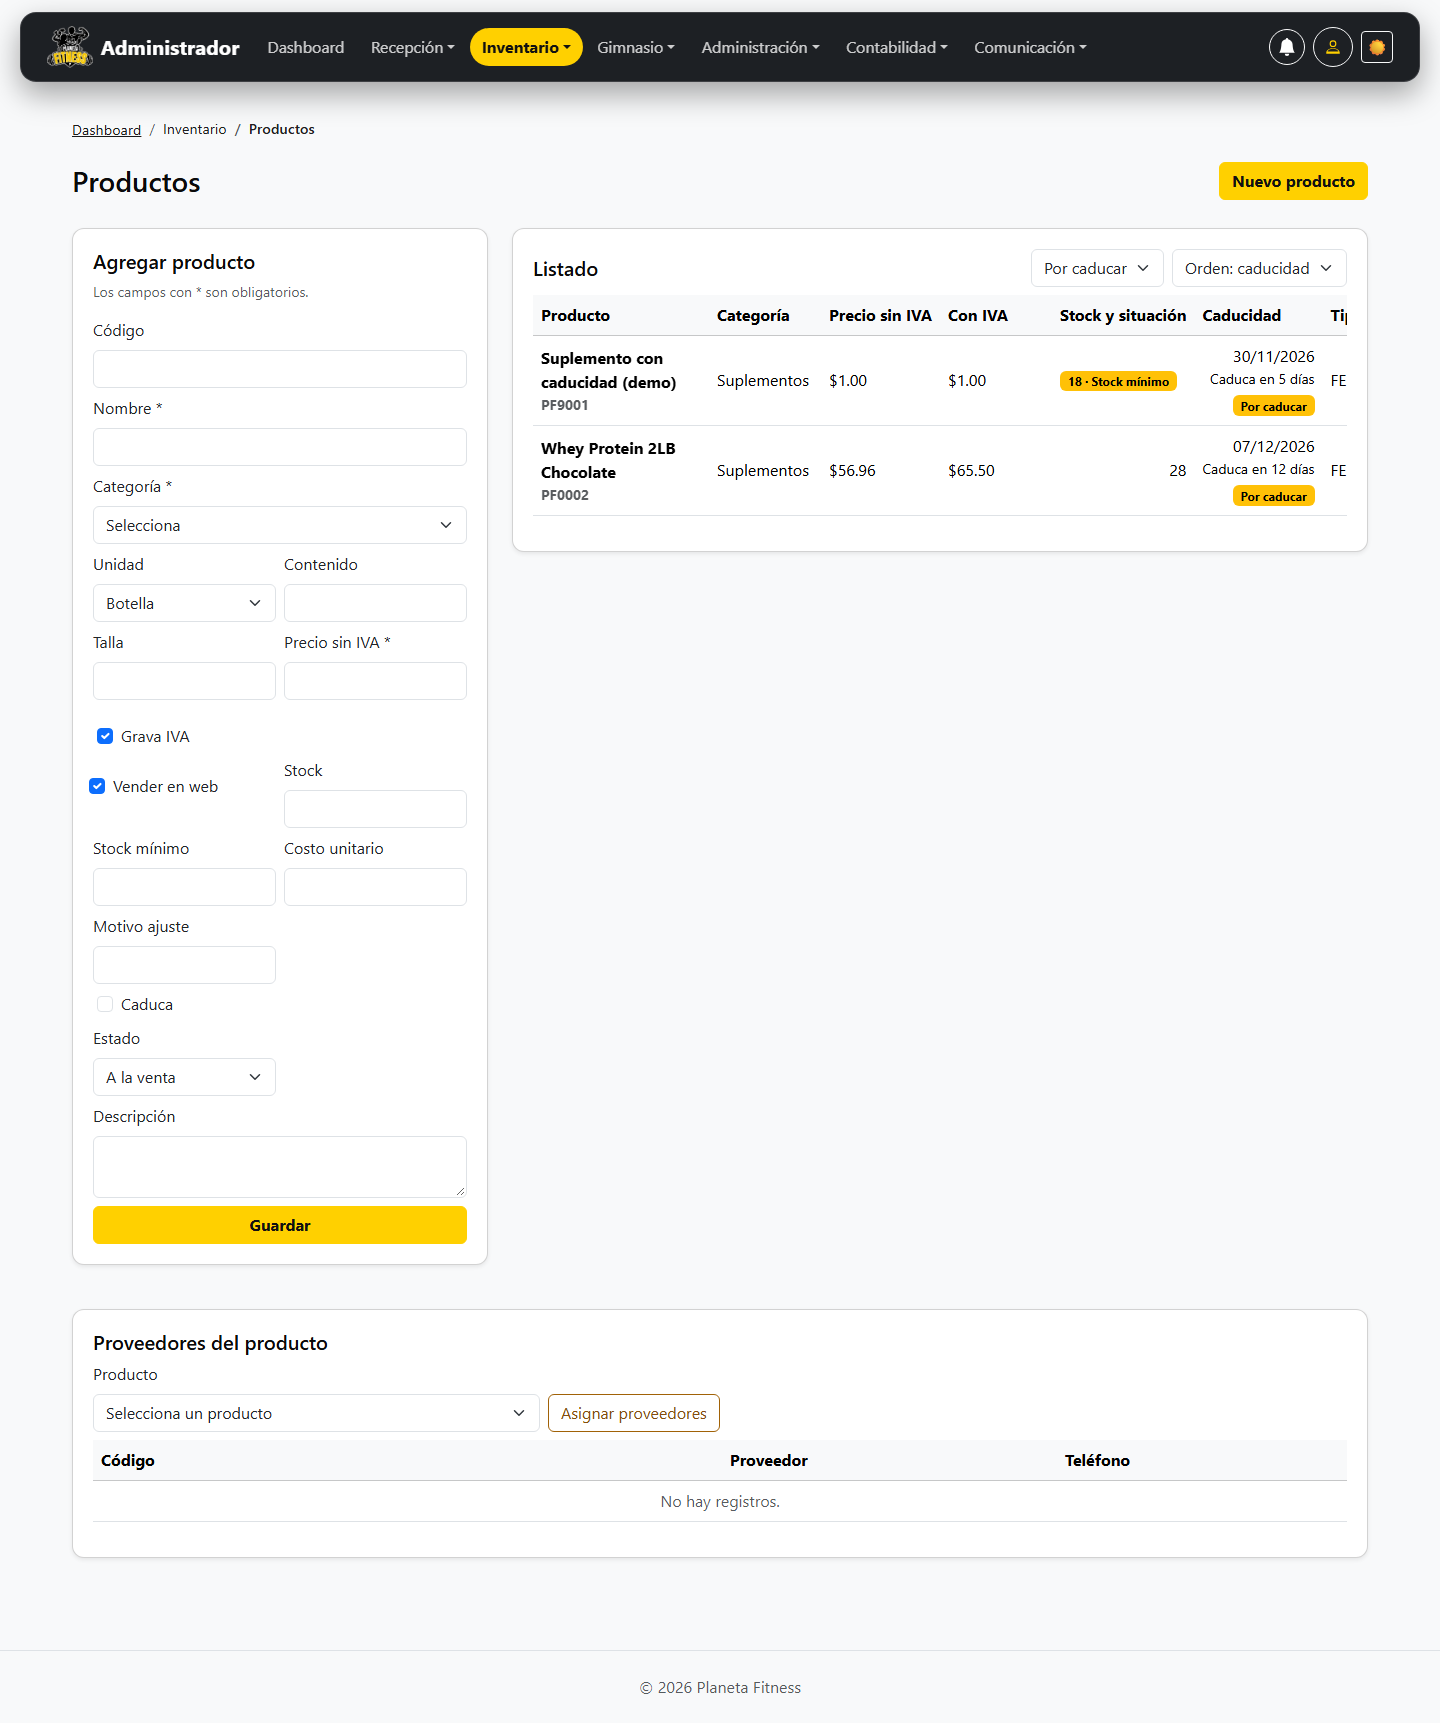 Administrador
Dashboard
Recepción
Inventario
Gimnasio
Administración
Contabilidad
Comunicación
Dashboard / Inventario / Productos
Productos
Nuevo producto
Agregar producto
Los campos con * son obligatorios.
Código
Nombre *
Categoría *
Selecciona
Unidad
Contenido
Botella
Talla
Precio sin IVA *
Grava IVA
Vender en web
Stock
Stock mínimo
Costo unitario
Motivo ajuste
Caduca
Estado
A la venta
Descripción
Guardar
Listado
Por caducar
Orden: caducidad
Producto Categoría Precio sin IVA Con IVA Stock y situación Caducidad Tip
Suplemento con
caducidad (demo)
PF9001
Suplementos
$1.00
$1.00
18 · Stock mínimo
30/11/2026
Caduca en 5 días
Por caducar
FE
Whey Protein 2LB
Chocolate
PF0002
Suplementos
$56.96
$65.50
28
07/12/2026
Caduca en 12 días
Por caducar
FE
Proveedores del producto
Producto
Selecciona un producto
Asignar proveedores
Código Proveedor Teléfono
No hay registros.
© 2026 Planeta Fitness